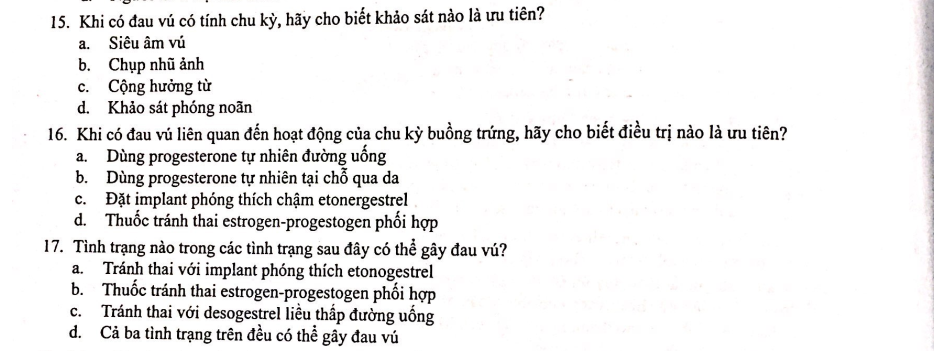 15. Khi có đau vú có tính chu kỳ, hãy cho biết khảo sát nào là ưu tiên?
a. Siêu âm vú
b. Chụp nhũ ảnh
c. Cộng hưởng từ
d. Khảo sát phóng noãn
16. Khi có đau vú liên quan đến hoạt động của chu kỳ buồng trứng, hãy cho biết điều trị nào là ưu tiên?
a. Dùng progesterone tự nhiên đường uống
b. Dùng progesterone tự nhiên tại chỗ qua da
c. Đặt implant phóng thích chậm etonergestrel
d. Thuốc tránh thai estrogen-progestogen phối hợp
17. Tình trạng nào trong các tình trạng sau đây có thể gây đau vú?
a. Tránh thai với implant phóng thích etonogestrel
b. Thuốc tránh thai estrogen-progestogen phối hợp
c. Tránh thai với desogestrel liều thấp đường uống
d. Cả ba tình trạng trên đều có thể gây đau vú